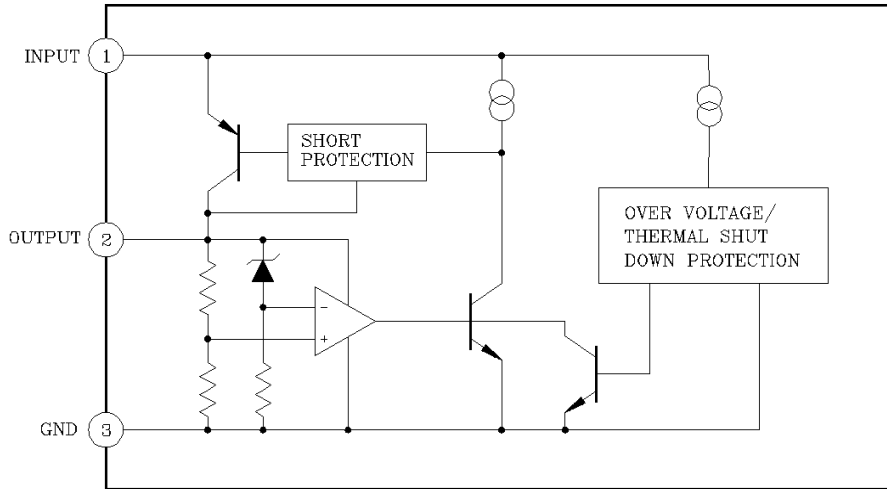 INPUT 1
SHORT
PROTECTION
OVER VOLTAGE/
THERMAL SHUT
DOWN PROTECTION
OUTPUT 2
−
+
GND 3